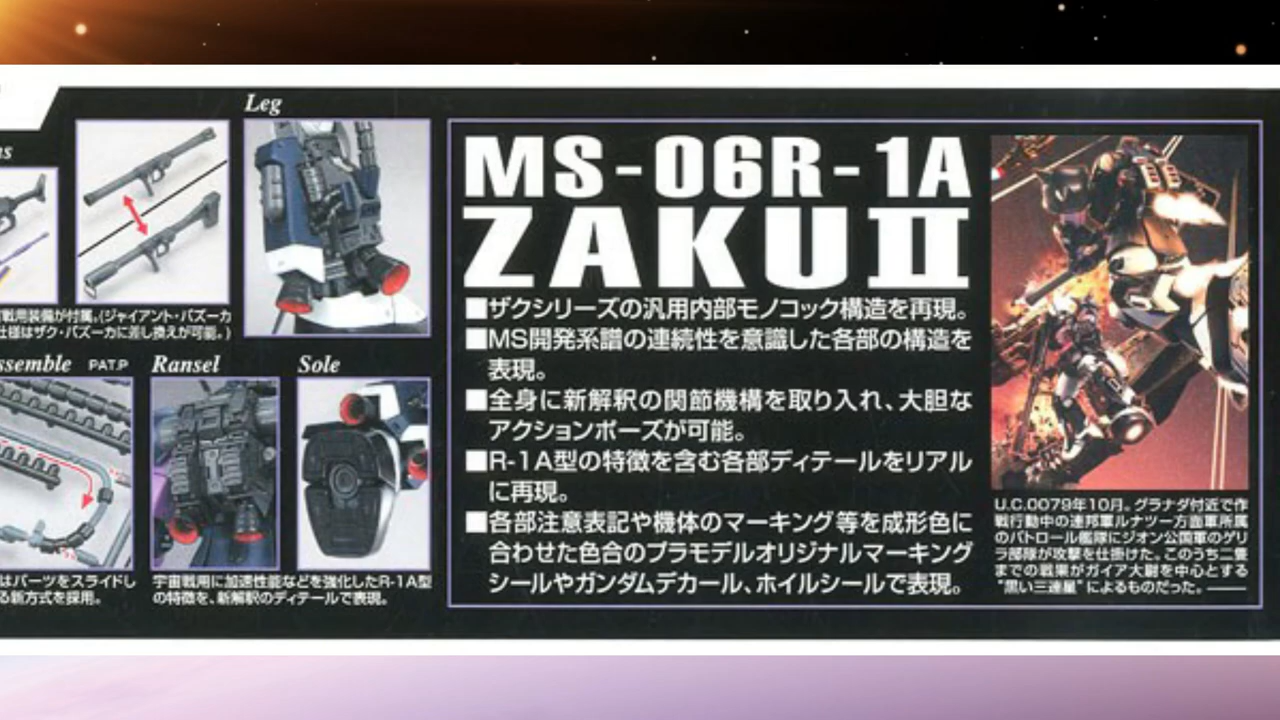 Leg
戦用装備が付属。(ジャイアント・バズーカ
仕様はザク・バズーカに差し換えが可能。)
ssemble PAT.P
Ransel
Sole
はパーツをスライドし
る新方式を採用。
宇宙戦用に加速性能などを強化したR-1A型
の特徴を、新解釈のディテールで表現。
MS-06R-1A
ZAKUⅡ
■ザクシリーズの汎用内部モノコック構造を再現。
■MS開発系譜の連続性を意識した各部の構造を
表現。
■全身に新解釈の関節機構を取り入れ、大胆な
アクションポーズが可能。
■R-1A型の特徴を含む各部ディテールをリアル
に再現。
■各部注意表記や機体のマーキング等を成形色に
合わせた色合のプラモデルオリジナルマーキング
シールやガンダムデカール、ホイルシールで表現。
U.C.0079年10月。グラナダ付近で作
戦行動中の連邦軍ルナツー方面軍所属
のパトロール艦隊にジオン公国軍のゲリ
ラ部隊が攻撃を仕掛けた。このうち二隻
までの戦果がガイア大尉を中心とする
"黒い三連星"によるものだった。――